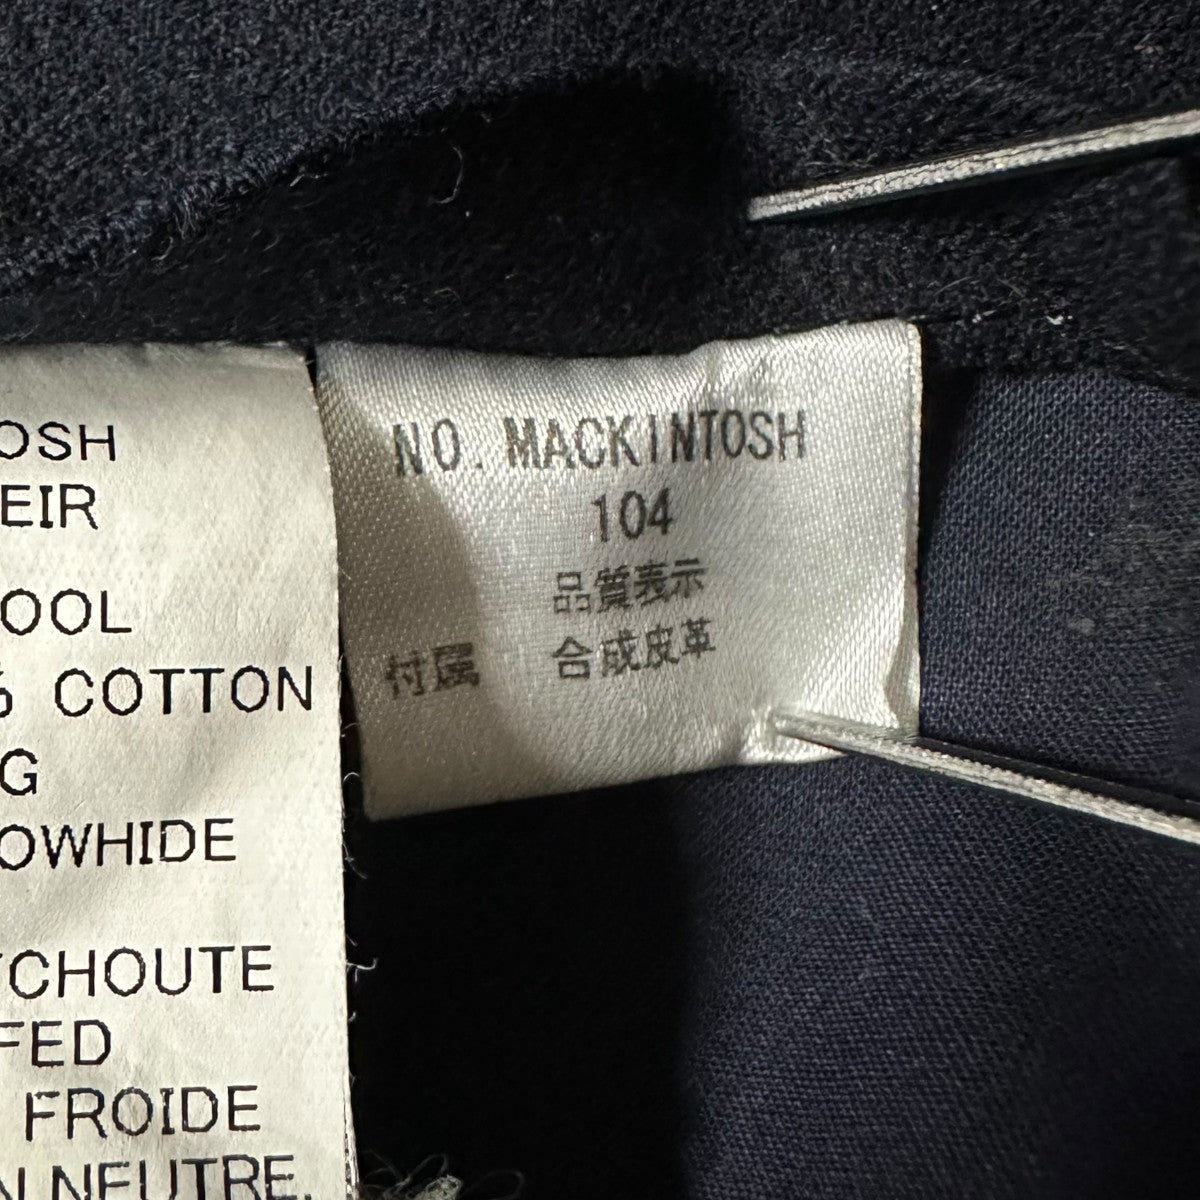 OSH
EIR
OOL
% COTTON
G
OWHIDE
CHOUTE
FED
FROIDE
N NEUTRE.
NO. MACKINTOSH
104
品質表示
付属 合成皮革